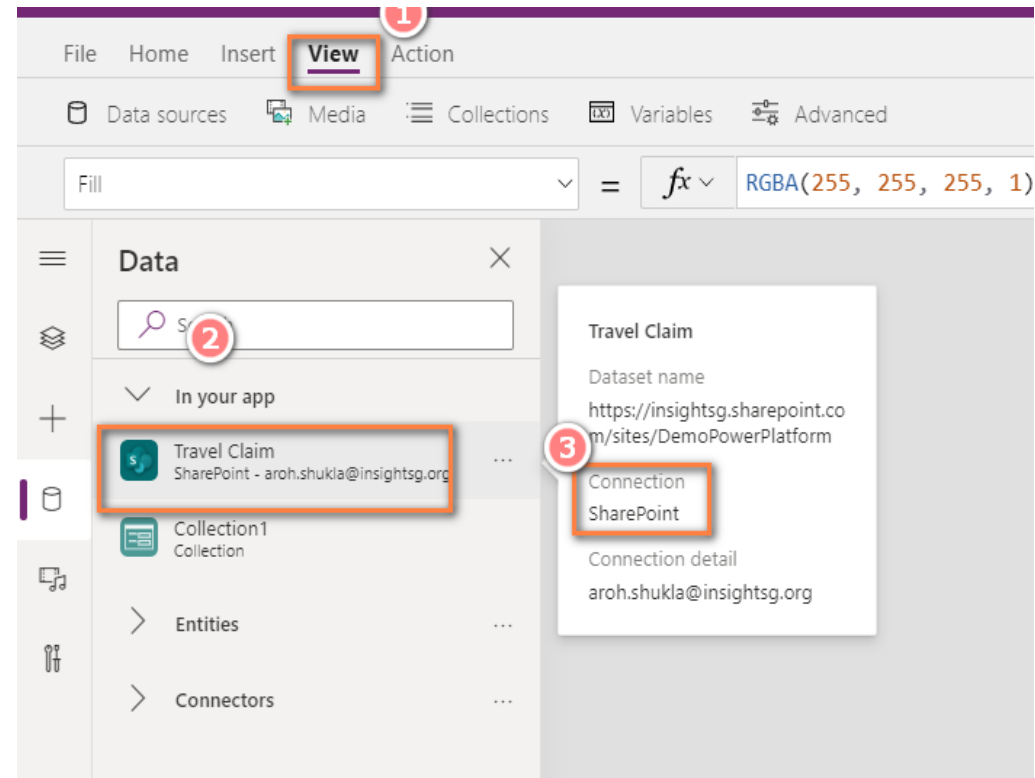 1
File Home Insert View Action
Data sources Media Collections Variables Advanced
Fill = fx RGBA(255, 255, 255, 1)
Data
2
In your app
Travel Claim
SharePoint - aroh.shukla@insightsg.org
...
Collection1
Collection
Entities ...
Connectors ...
Travel Claim
Dataset name
https://insightsg.sharepoint.co
m/sites/DemoPowerPlatform
3
Connection
SharePoint
Connection detail
aroh.shukla@insightsg.org